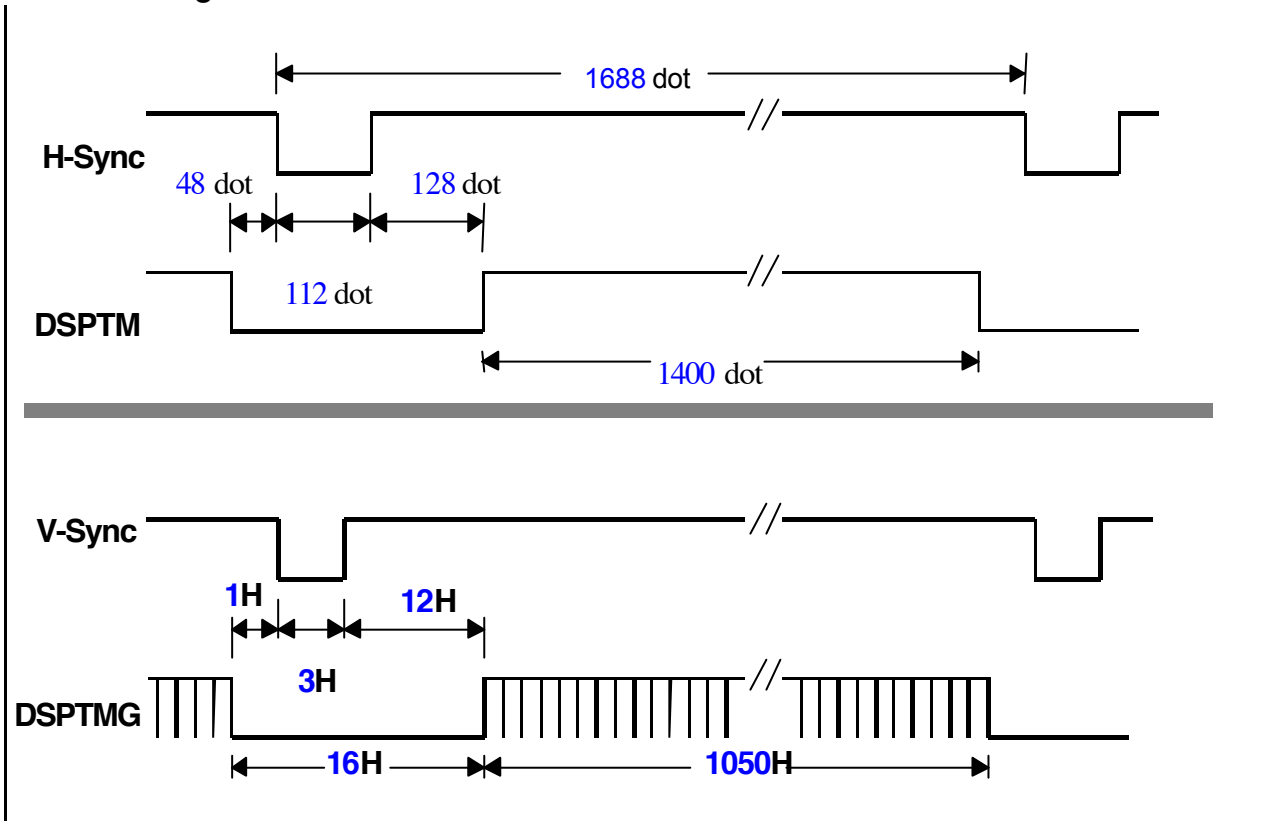 1688 dot
H-Sync
48 dot
128 dot
112 dot
DSPTM
1400 dot
V-Sync
1H
12H
3H
DSPTMG
16H
1050H